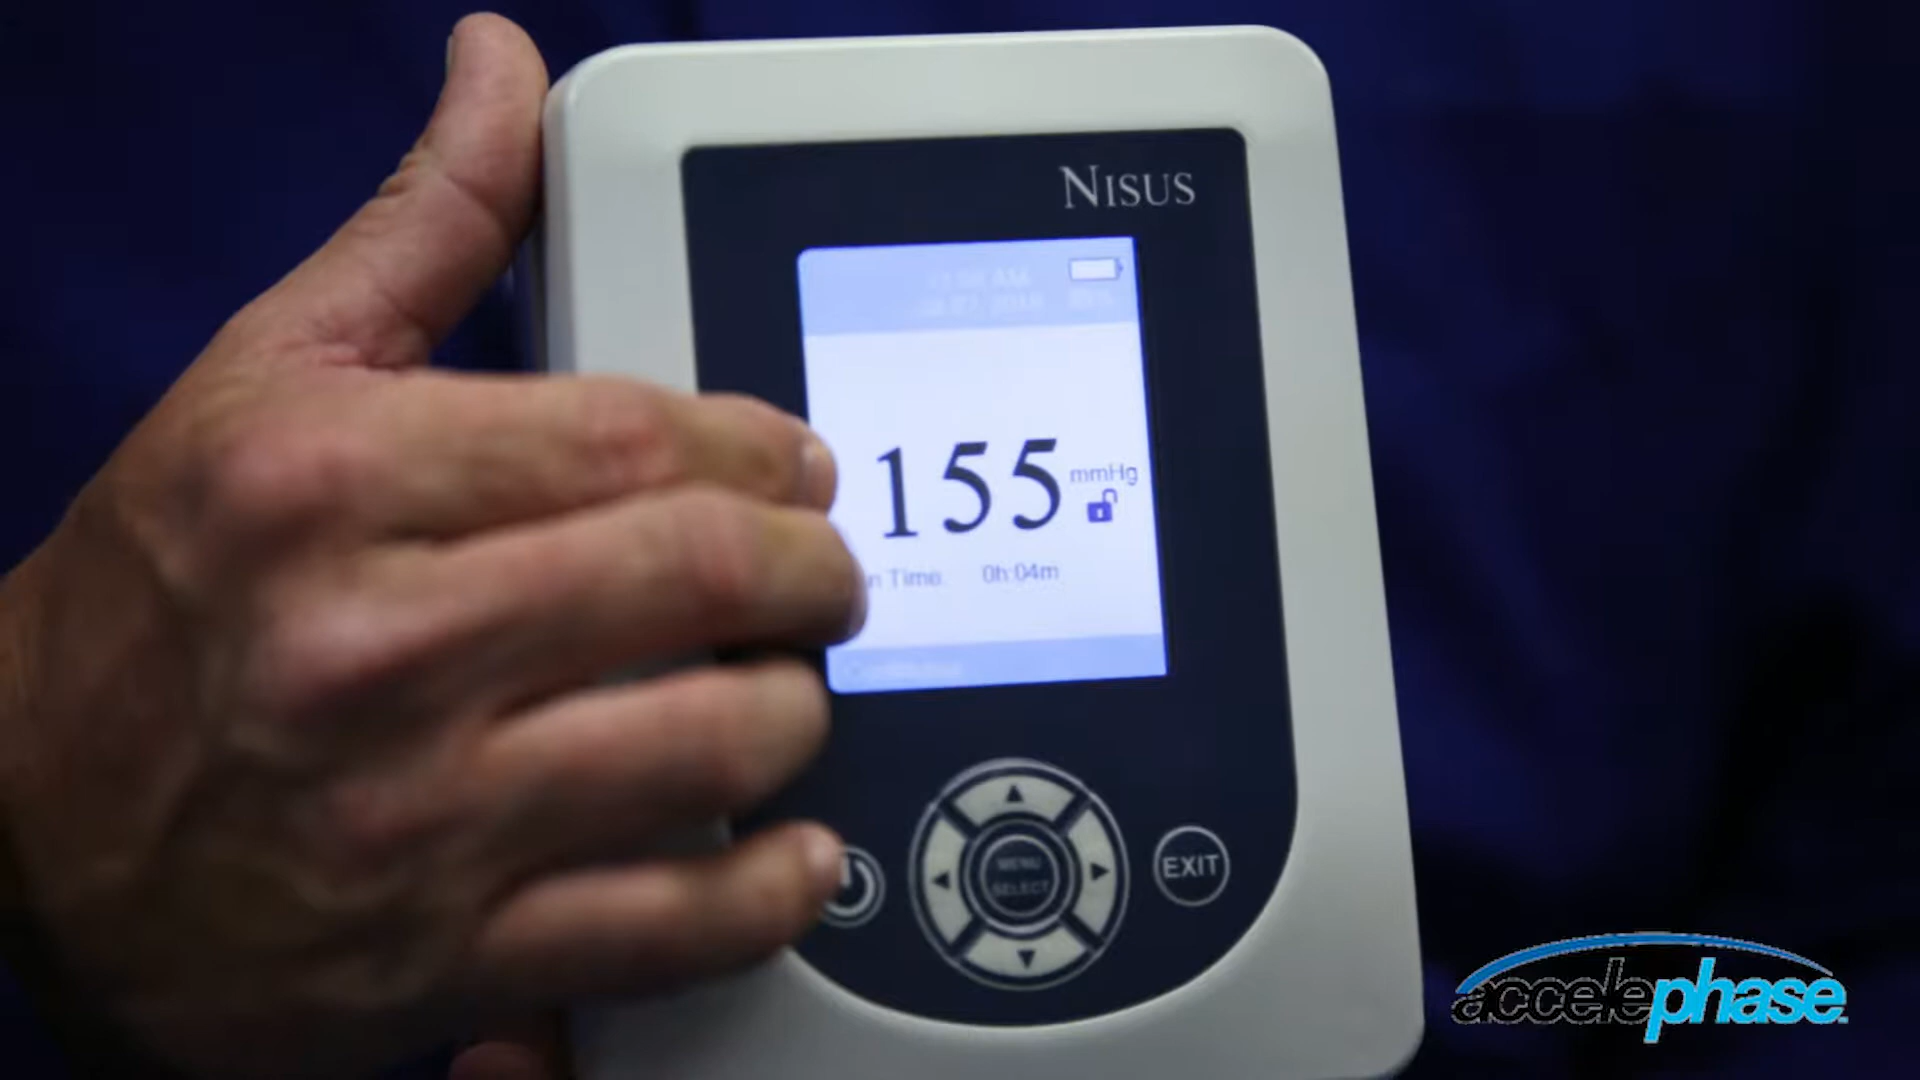 NISUS
155 mmHg
n Time 0h:04m
MENU
SELECT
EXIT
accelephase